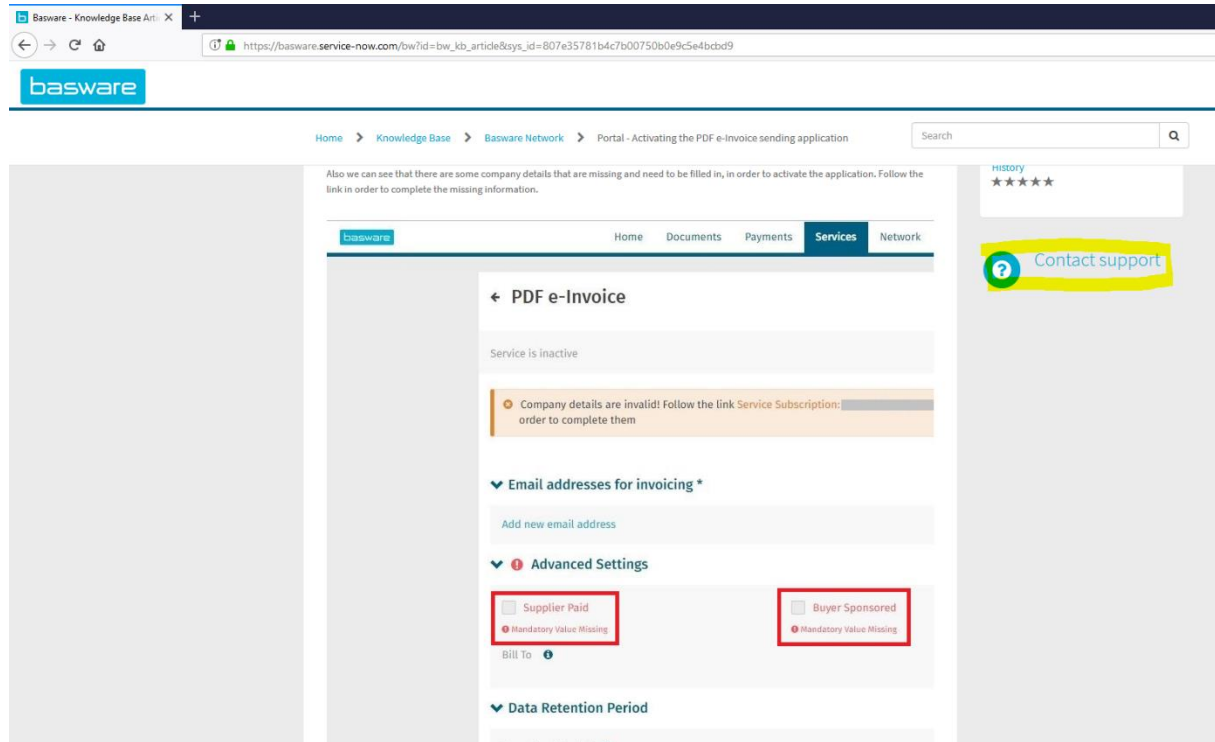 Basware - Knowledge Base Arti
https://basware.service-now.com/bw?id=bw_kb_article&sys_id=807e35781b4c7b00750b0e9c5e4bcbd9
basware
Home Knowledge Base Basware Network Portal - Activating the PDF e-Invoice sending application
Search
Also we can see that there are some company details that are missing and need to be filled in, in order to activate the application. Follow the
link in order to complete the missing information.
History
★★★★★
Contact support
basware Home Documents Payments Services Network
PDF e-Invoice
Service is inactive
Company details are invalid! Follow the link Service Subscription:
order to complete them
Email addresses for invoicing *
Add new email address
Advanced Settings
Supplier Paid Buyer Sponsored
Mandatory Value Missing Mandatory Value Missing
Bill To
Data Retention Period